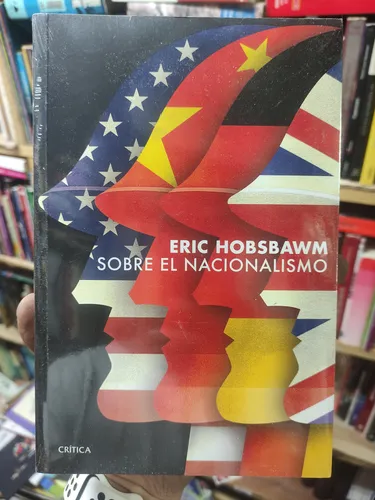 ERIC HOBSBAWM
SOBRE EL NACIONALISMO
CRÍTICA